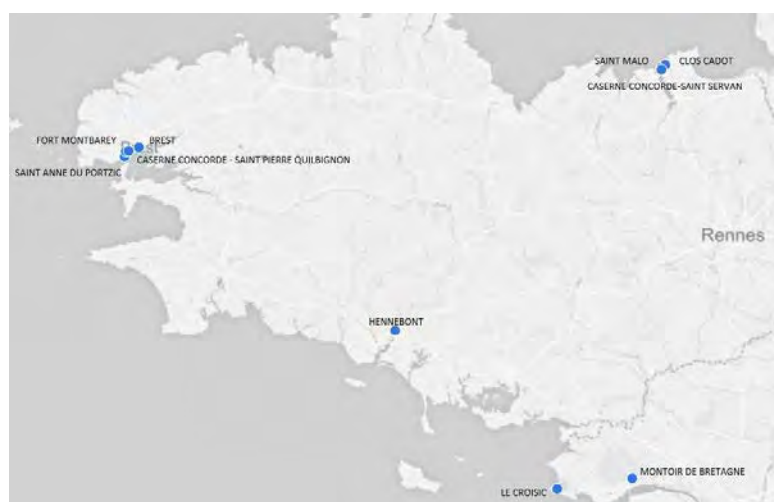 SAINT MALO
CLOS CADOT
CASERNE CONCORDE-SAINT SERVAN
FORT MONTBAREY
BREST
CASERNE CONCORDE - SAINT PIERRE QUILBIGNON
SAINT ANNE DU PORTZIC
Rennes
HENNEBONT
MONTOIR DE BRETAGNE
LE CROISIC